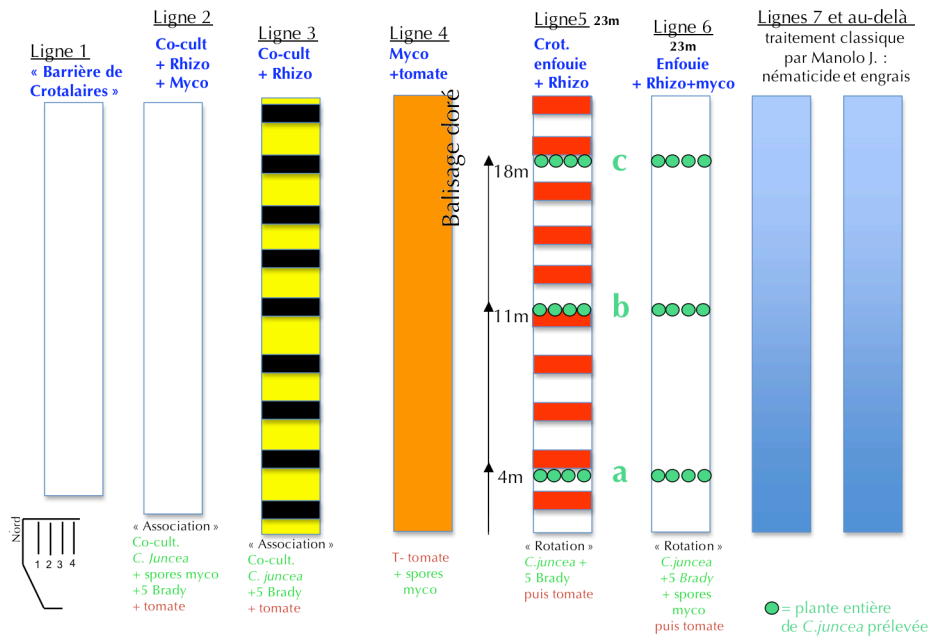 Ligne 1
« Barrière de
Crotalaires »
Ligne 2
Co-cult
+ Rhizo
+ Myco
Ligne 3
Co-cult
+ Rhizo
Ligne 4
Myco
+tomate
Ligne5 23m
Crot.
enfouie
+ Rhizo
Ligne 6
23m
Enfouie
+ Rhizo+myco
Lignes 7 et au-delà
traitement classique
par Manolo J. :
nématicide et engrais
Balisage doré
18m
11m
4m
c
b
a
Nord
1 2 3 4
« Association »
Co-cult.
C. Juncea
+ spores myco
+5 Brady
+ tomate
« Association »
Co-cult.
C. juncea
+5 Brady
+ tomate
T- tomate
+ spores
myco
« Rotation »
C.juncea +
5 Brady
puis tomate
« Rotation »
C.juncea
+5 Brady
+ spores
myco
puis tomate
= plante entière
de C.juncea prélevée